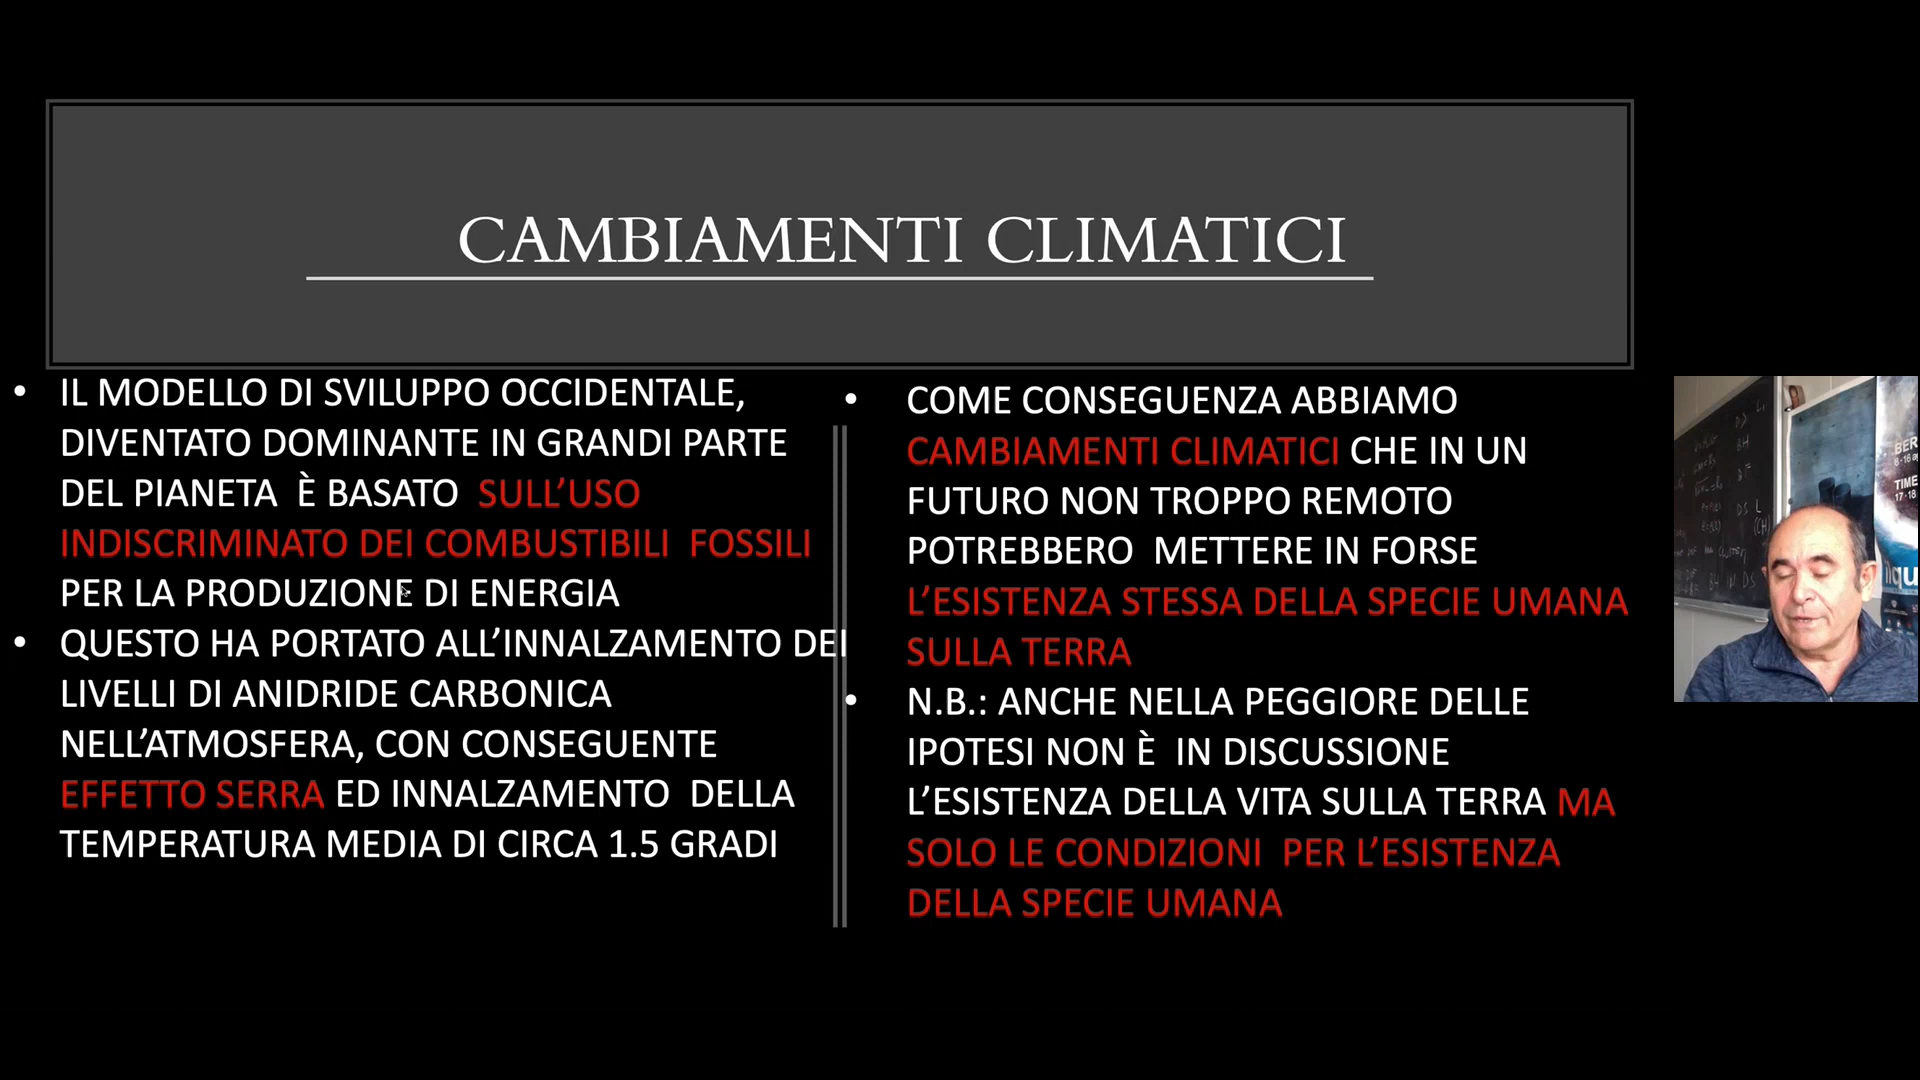 CAMBIAMENTI CLIMATICI
• IL MODELLO DI SVILUPPO OCCIDENTALE,
DIVENTATO DOMINANTE IN GRANDI PARTE
DEL PIANETA È BASATO SULL'USO
INDISCRIMINATO DEI COMBUSTIBILI FOSSILI
PER LA PRODUZIONE DI ENERGIA
• QUESTO HA PORTATO ALL'INNALZAMENTO DEI
LIVELLI DI ANIDRIDE CARBONICA
NELL'ATMOSFERA, CON CONSEGUENTE
EFFETTO SERRA ED INNALZAMENTO DELLA
TEMPERATURA MEDIA DI CIRCA 1.5 GRADI
• COME CONSEGUENZA ABBIAMO
CAMBIAMENTI CLIMATICI CHE IN UN
FUTURO NON TROPPO REMOTO
POTREBBERO METTERE IN FORSE
L'ESISTENZA STESSA DELLA SPECIE UMANA
SULLA TERRA
• N.B.: ANCHE NELLA PEGGIORE DELLE
IPOTESI NON È IN DISCUSSIONE
L'ESISTENZA DELLA VITA SULLA TERRA MA
SOLO LE CONDIZIONI PER L'ESISTENZA
DELLA SPECIE UMANA
BER
TIME
17-18